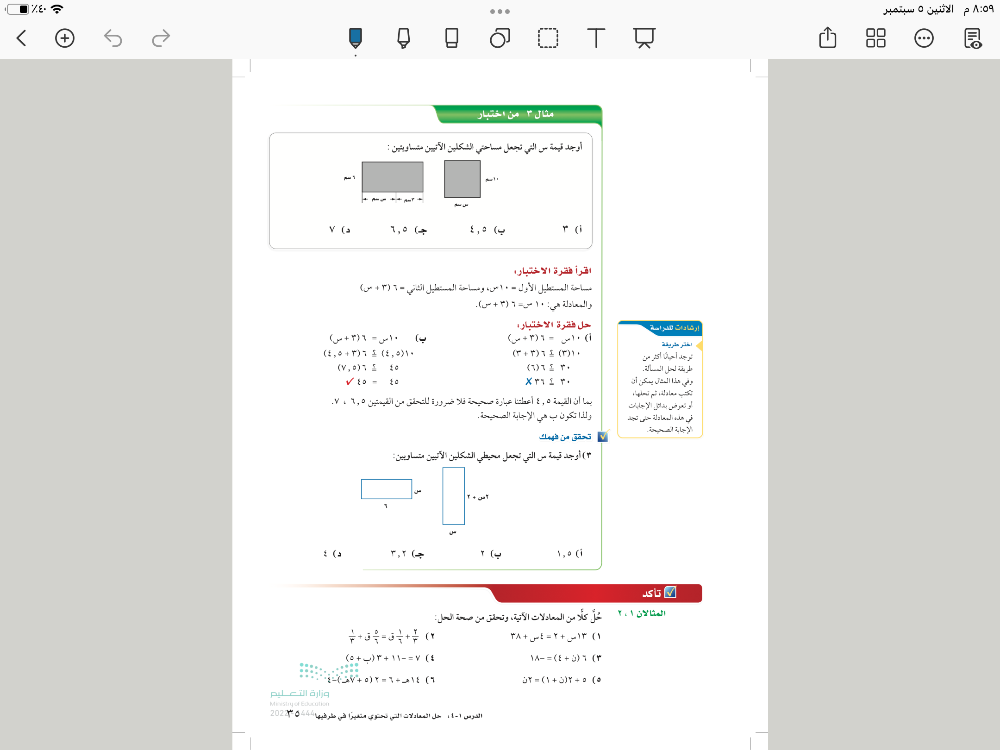 ٨:٥٩ م الاثنين ٥ سبتمبر
٪٤٠
مثال ٣ من اختبار
أوجد قيمة س التي تجعل مساحتي الشكلين الآتيين متساويتين :
١٠سم
س سم
٦ سم
٣سم
س سم
أ) ٣ ب) ٤,٥ جـ) ٦,٥ د) ٧
اقرأ فقرة الاختبار:
مساحة المستطيل الأول = ١٠س، ومساحة المستطيل الثاني = ٦ (٣ + س)
والمعادلة هي: ١٠ س= ٦ (٣ + س).
حل فقرة الاختبار:
أ) ١٠س = ٦ (٣ + س) ب) ١٠س = ٦ (٣ + س)
١٠(٣) ≟ ٦ (٣ + ٣) ١٠(٤,٥) ≟ ٦ (٣ + ٤,٥)
٣٠ ≟ ٦ (٦) ٤٥ ≟ ٦ (٧,٥)
٣٠ ≟ ٣٦ ✗ ٤٥ = ٤٥ ✓
بما أن القيمة ٤,٥ أعطتنا عبارة صحيحة فلا ضرورة للتحقق من القيمتين ٦,٥ ، ٧.
ولذا تكون ب هي الإجابة الصحيحة.
إرشادات للدراسة
اختر طريقة
توجد أحيانًا أكثر من
طريقة لحل المسألة.
وفي هذا المثال يمكن أن
تكتب معادلة، ثم تحلها،
أو تعوض بدائل الإجابات
في هذه المعادلة حتى تجد
الإجابة الصحيحة.
تحقق من فهمك
٣) أوجد قيمة س التي تجعل محيطي الشكلين الآتيين متساويين:
٢س + ٢
س
س
٦
أ) ١,٥ ب) ٢ جـ) ٣,٢ د) ٤
تأكد
المثالان ١ ، ٢
حُلَّ كلًّا من المعادلات الآتية، وتحقق من صحة الحل:
١) ١٣س + ٢ = ٤س + ٣٨ ٢) ٢/٣ + ١/٦ ق = ٥/٦ ق + ١/٣
٣) ٦ (ن + ٤) = –١٨ ٤) ٧ = –١١ + ٣ (ب + ٥)
٥) ٥ + ٢(ن + ١) = ٢ن ٦) ١٤هـ + ٦ = ٢ (٥ + ٧هـ)–٤
وزارة التعليم
Ministry of Education
2022 - 1444
الدرس ١-٤: حل المعادلات التي تحتوي متغيرًا في طرفيها ٣٥